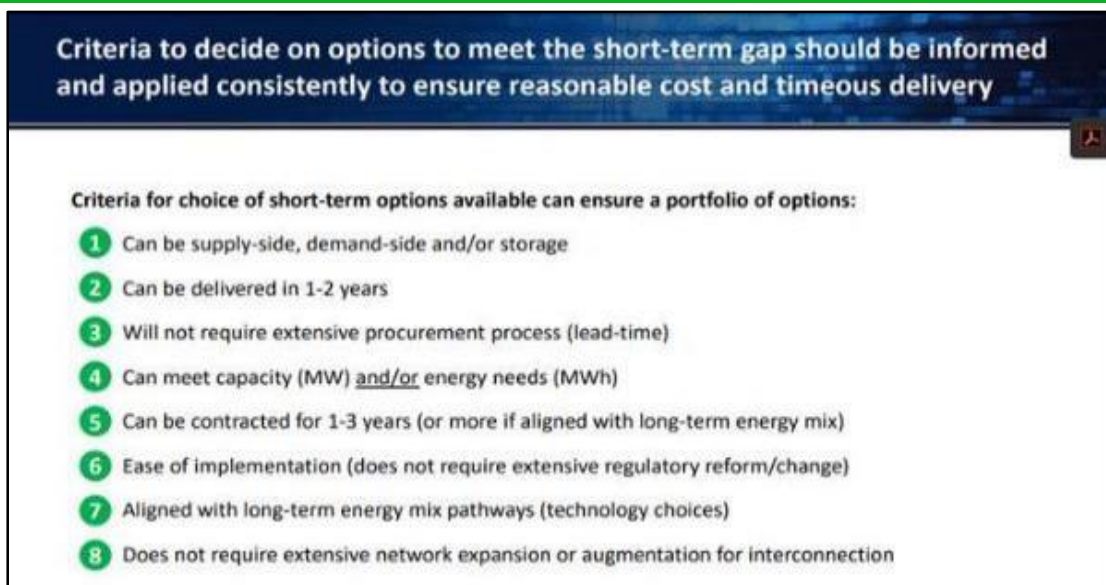 Criteria to decide on options to meet the short-term gap should be informed
and applied consistently to ensure reasonable cost and timeous delivery
Criteria for choice of short-term options available can ensure a portfolio of options:
1 Can be supply-side, demand-side and/or storage
2 Can be delivered in 1-2 years
3 Will not require extensive procurement process (lead-time)
4 Can meet capacity (MW) and/or energy needs (MWh)
5 Can be contracted for 1-3 years (or more if aligned with long-term energy mix)
6 Ease of implementation (does not require extensive regulatory reform/change)
7 Aligned with long-term energy mix pathways (technology choices)
8 Does not require extensive network expansion or augmentation for interconnection